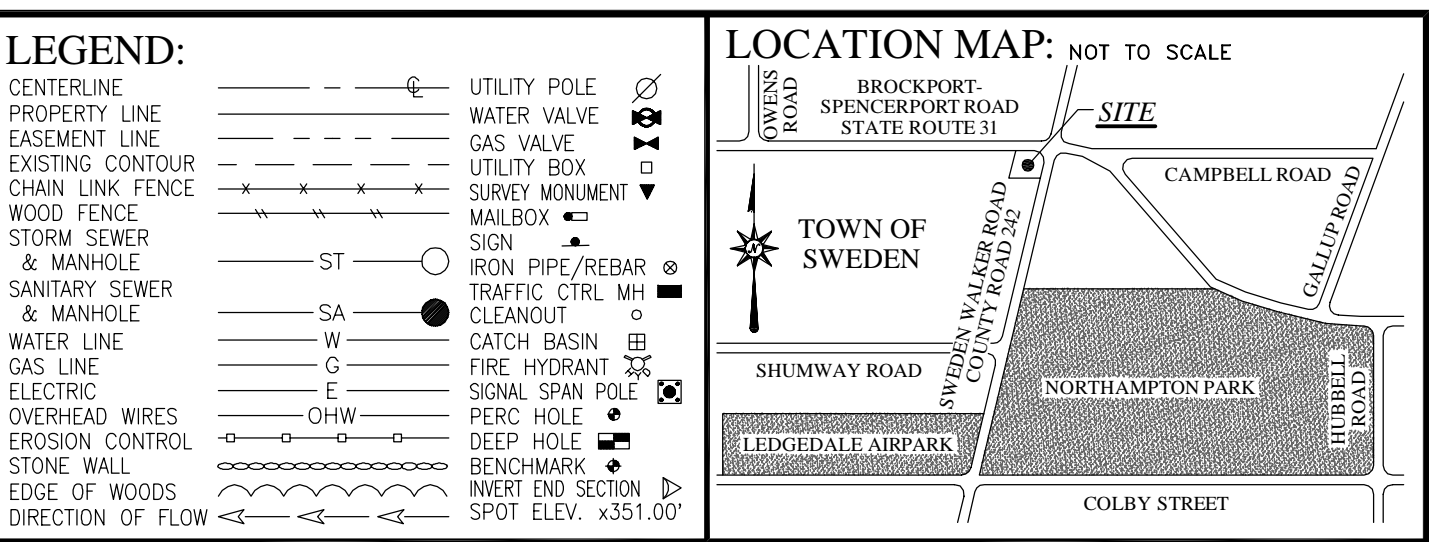 LEGEND:
CENTERLINE
℄
PROPERTY LINE
EASEMENT LINE
EXISTING CONTOUR
CHAIN LINK FENCE
x x x x
WOOD FENCE
STORM SEWER
& MANHOLE
ST
SANITARY SEWER
& MANHOLE
SA
WATER LINE
W
GAS LINE
G
ELECTRIC
E
OVERHEAD WIRES
OHW
EROSION CONTROL
STONE WALL
EDGE OF WOODS
DIRECTION OF FLOW
UTILITY POLE
WATER VALVE
GAS VALVE
UTILITY BOX
SURVEY MONUMENT
MAILBOX
SIGN
IRON PIPE/REBAR
TRAFFIC CTRL MH
CLEANOUT
CATCH BASIN
FIRE HYDRANT
SIGNAL SPAN POLE
PERC HOLE
DEEP HOLE
BENCHMARK
INVERT END SECTION
SPOT ELEV. x351.00'
LOCATION MAP: NOT TO SCALE
OWENS
ROAD
BROCKPORT-
SPENCERPORT ROAD
STATE ROUTE 31
SITE
CAMPBELL ROAD
GALLUP ROAD
N
TOWN OF
SWEDEN
SWEDEN WALKER ROAD
COUNTY ROAD 242
SHUMWAY ROAD
NORTHAMPTON PARK
HUBBELL
ROAD
LEDGEDALE AIRPARK
COLBY STREET